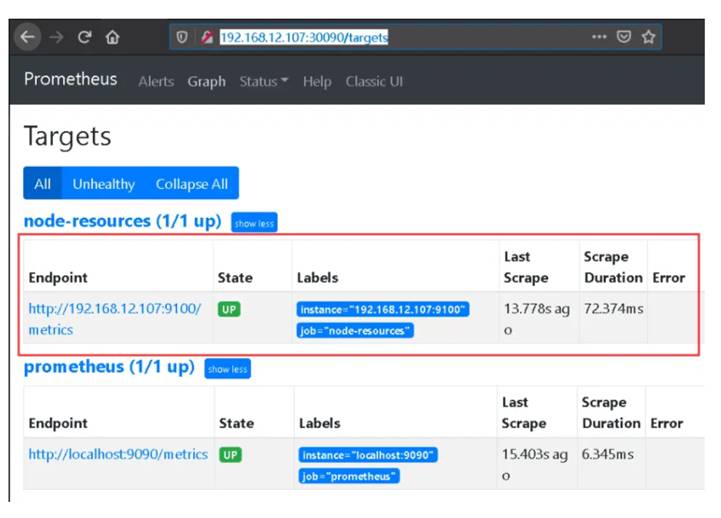 192.168.12.107:30090/targets
Prometheus Alerts Graph Status Help Classic UI
Targets
All Unhealthy Collapse All
node-resources (1/1 up) show less
Endpoint State Labels Last Scrape Scrape Duration Error
http://192.168.12.107:9100/metrics UP instance="192.168.12.107:9100" job="node-resources" 13.778s ago 72.374ms
prometheus (1/1 up) show less
Endpoint State Labels Last Scrape Scrape Duration Error
http://localhost:9090/metrics UP instance="localhost:9090" job="prometheus" 15.403s ago 6.345ms